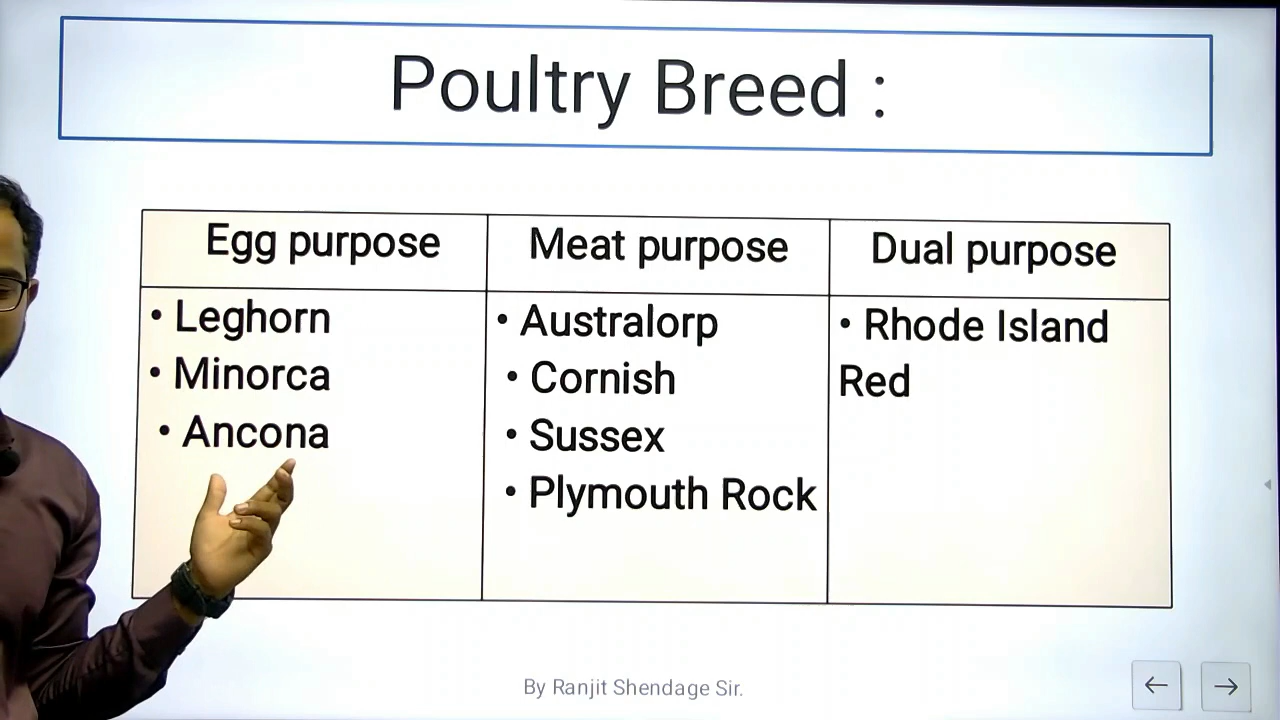 Poultry Breed :
Egg purpose
Meat purpose
Dual purpose
• Leghorn
• Minorca
• Ancona
• Australorp
• Cornish
• Sussex
• Plymouth Rock
• Rhode Island
Red
By Ranjit Shendage Sir.